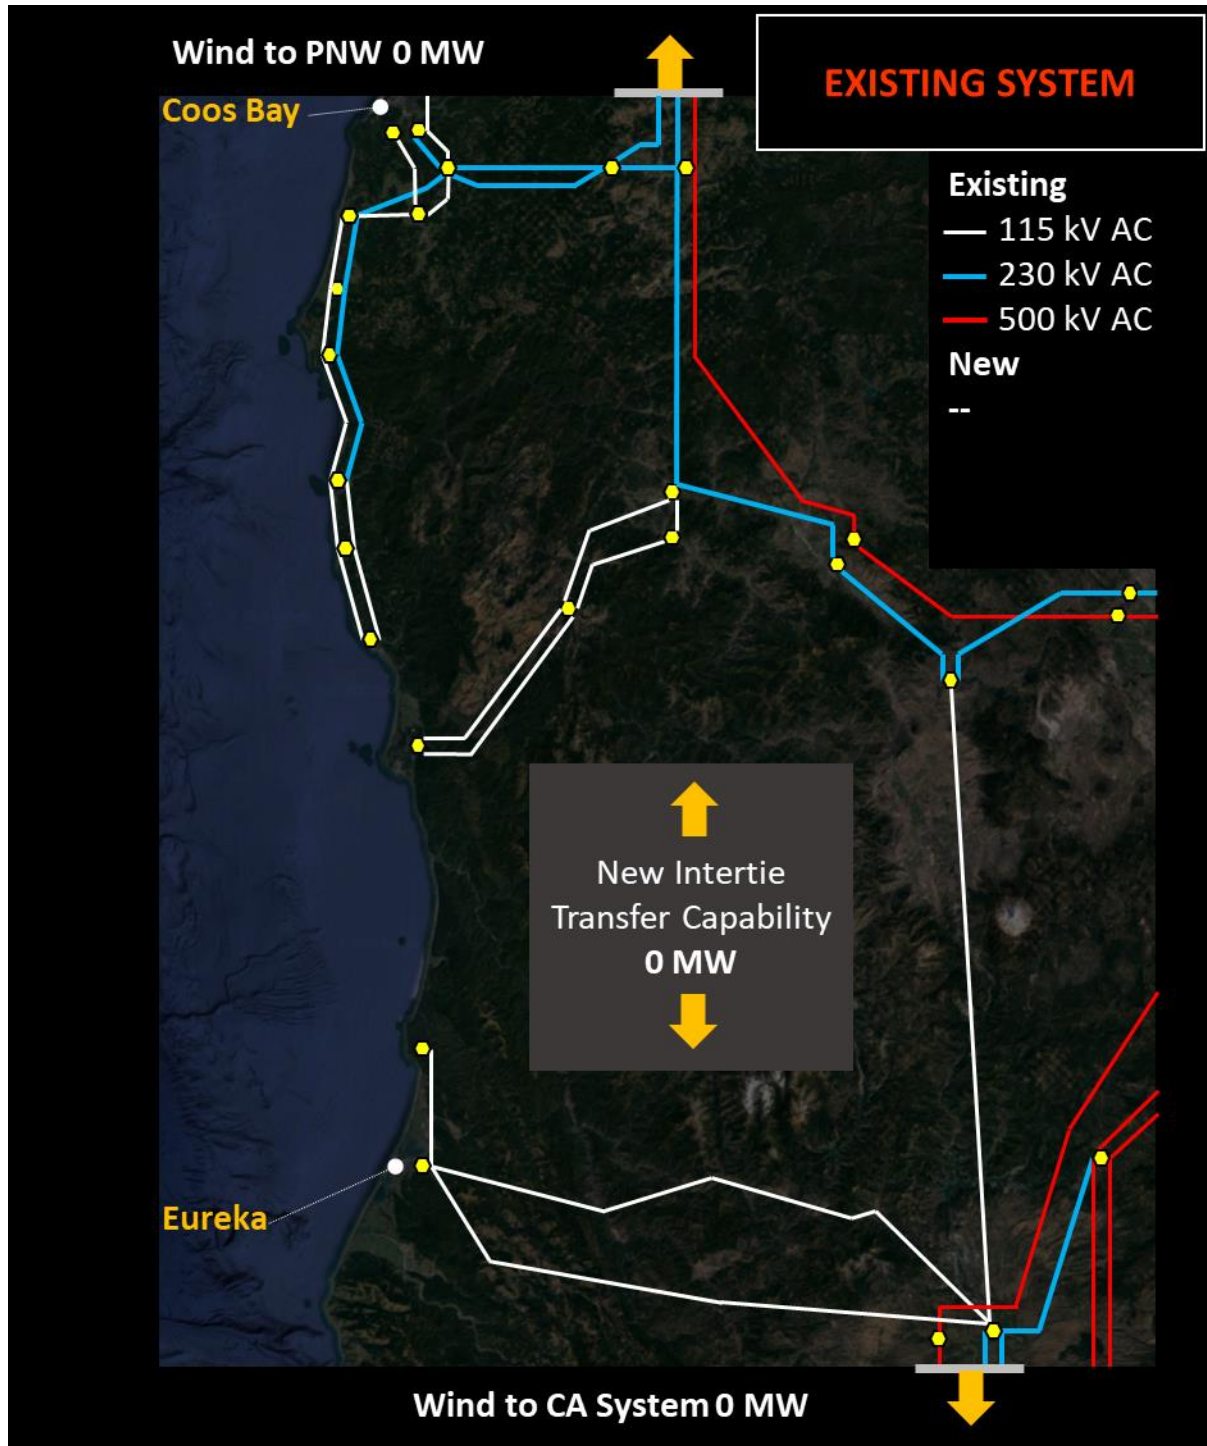 Wind to PNW 0 MW
EXISTING SYSTEM
Coos Bay
Existing
115 kV AC
230 kV AC
500 kV AC
New
--
New Intertie
Transfer Capability
0 MW
Eureka
Wind to CA System 0 MW